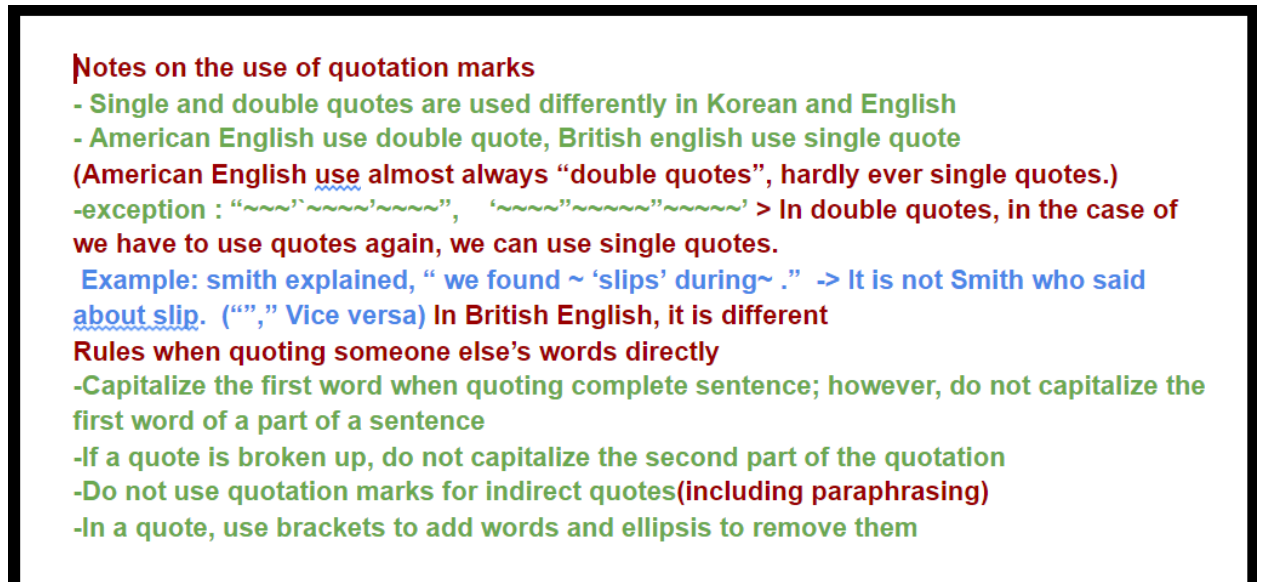 Notes on the use of quotation marks
- Single and double quotes are used differently in Korean and English
- American English use double quote, British english use single quote
(American English use almost always “double quotes”, hardly ever single quotes.)
-exception : “~~~’`~~~~’~~~~”, ‘~~~~”~~~~~”~~~~~’ > In double quotes, in the case of
we have to use quotes again, we can use single quotes.
Example: smith explained, “ we found ~ ‘slips’ during~ .” -> It is not Smith who said
about slip. (“”,” Vice versa) In British English, it is different
Rules when quoting someone else’s words directly
-Capitalize the first word when quoting complete sentence; however, do not capitalize the
first word of a part of a sentence
-If a quote is broken up, do not capitalize the second part of the quotation
-Do not use quotation marks for indirect quotes(including paraphrasing)
-In a quote, use brackets to add words and ellipsis to remove them